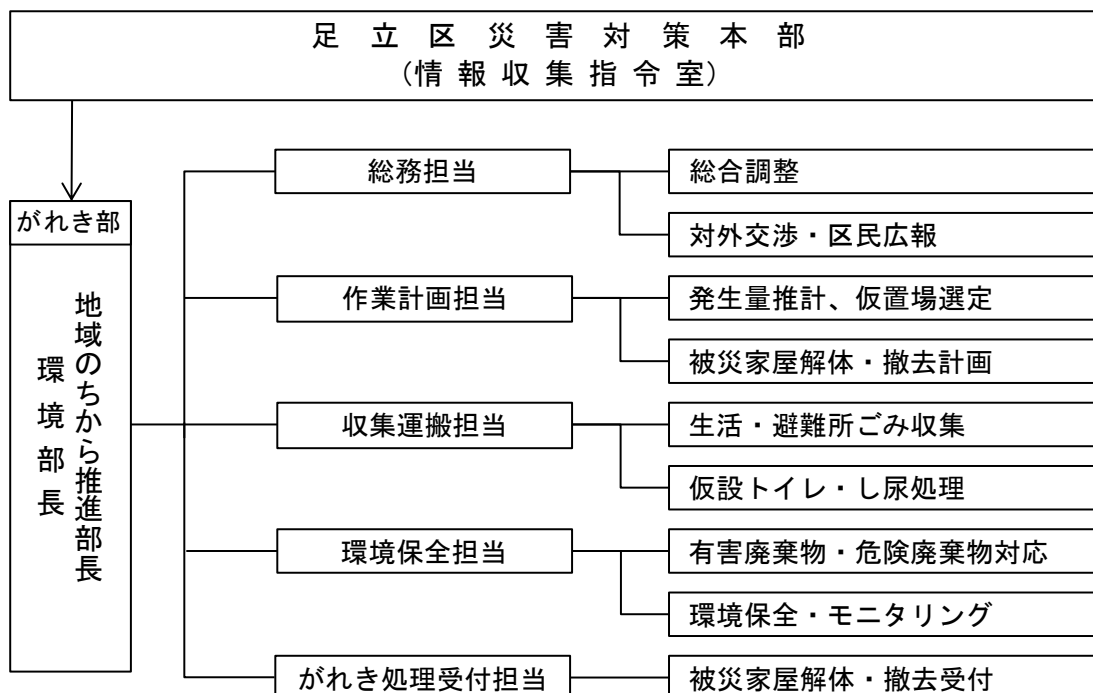 足立区災害対策本部
(情報収集指令室)
がれき部
地域のちから推進部長
環境部長
総務担当
総合調整
対外交渉・区民広報
作業計画担当
発生量推計、仮置場選定
被災家屋解体・撤去計画
収集運搬担当
生活・避難所ごみ収集
仮設トイレ・し尿処理
環境保全担当
有害廃棄物・危険廃棄物対応
環境保全・モニタリング
がれき処理受付担当
被災家屋解体・撤去受付